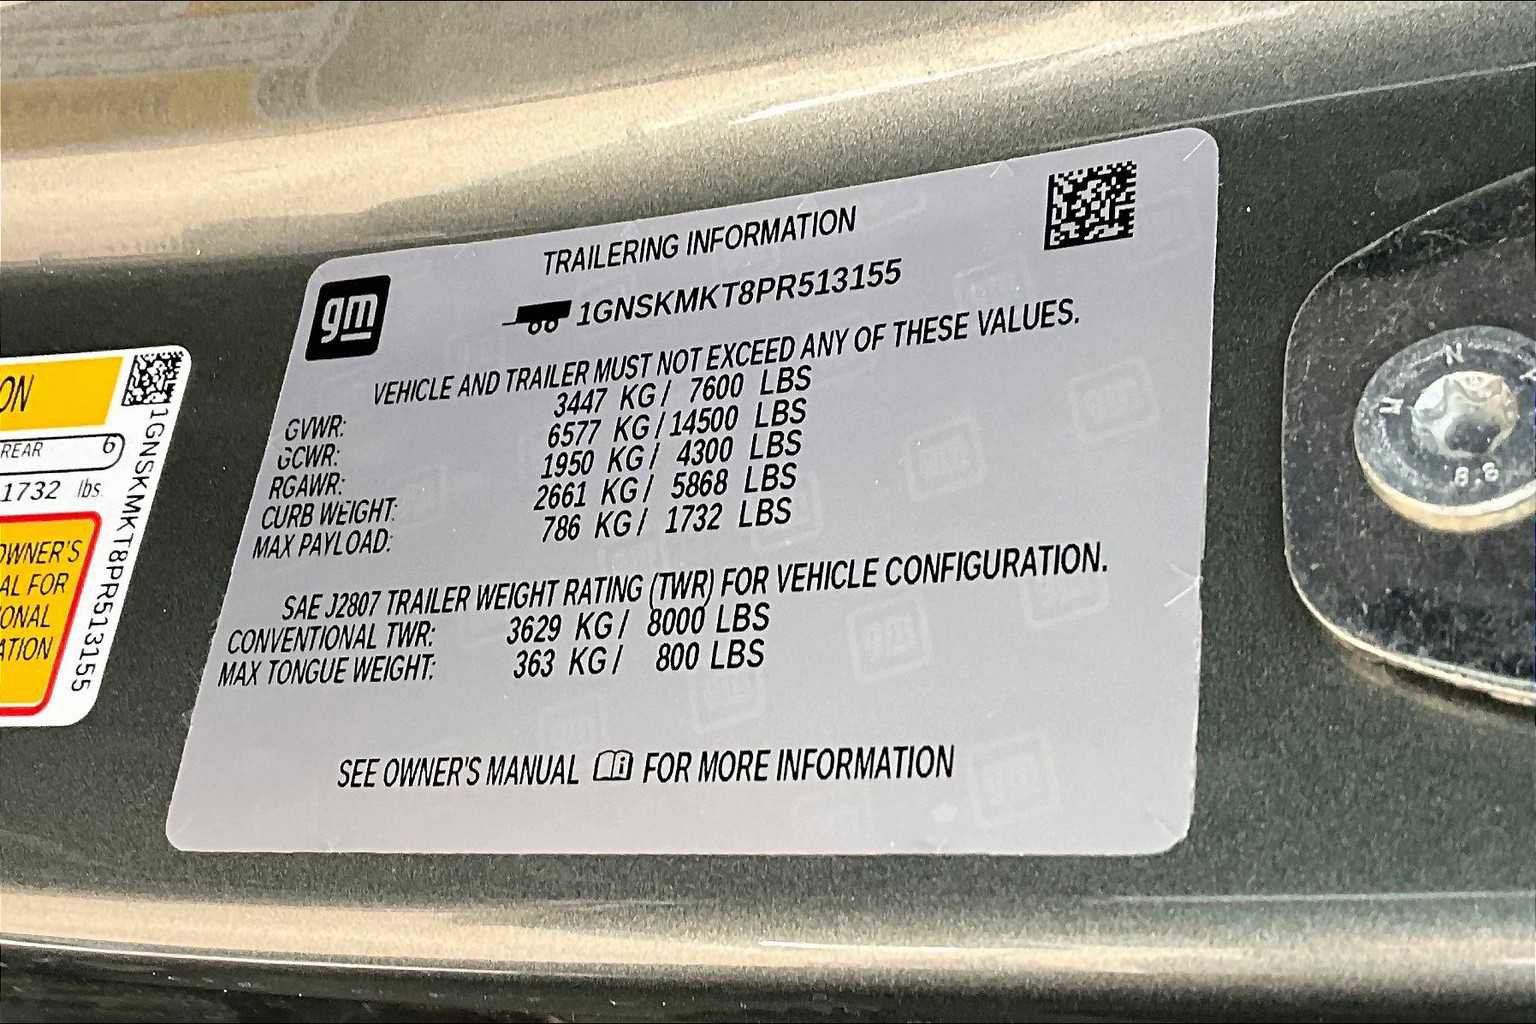 TRAILERING INFORMATION
gm
1GNSKMKT8PR513155
VEHICLE AND TRAILER MUST NOT EXCEED ANY OF THESE VALUES.
GVWR: 3447 KG / 7600 LBS
GCWR: 6577 KG / 14500 LBS
RGAWR: 1950 KG / 4300 LBS
CURB WEIGHT: 2661 KG / 5868 LBS
MAX PAYLOAD: 786 KG / 1732 LBS
SAE J2807 TRAILER WEIGHT RATING (TWR) FOR VEHICLE CONFIGURATION.
CONVENTIONAL TWR: 3629 KG / 8000 LBS
MAX TONGUE WEIGHT: 363 KG / 800 LBS
SEE OWNER'S MANUAL FOR MORE INFORMATION
ON
REAR 6
1732 lbs
OWNER'S
AL FOR
IONAL
ATION
1GNSKMKT8PR513155
N
8.8